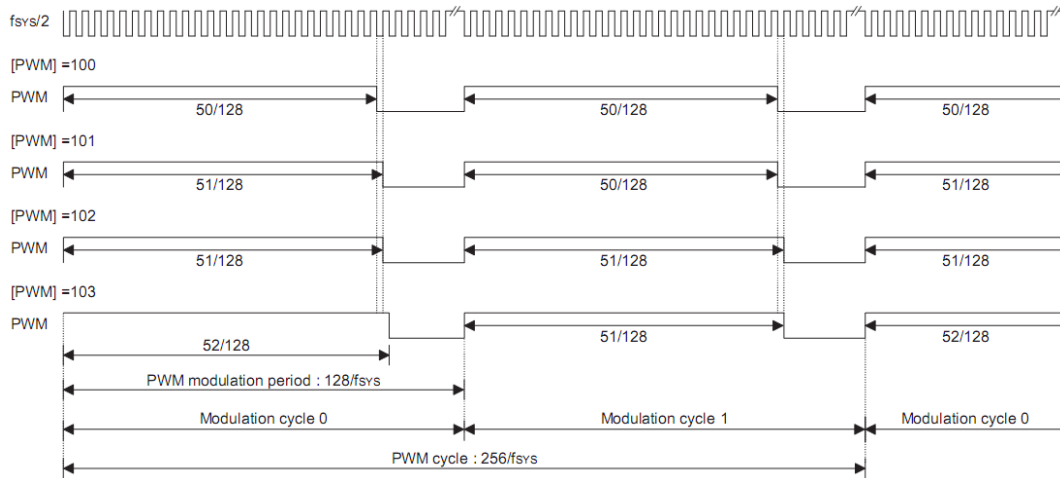 fSYS/2
[PWM] =100
PWM
50/128 50/128 50/128
[PWM] =101
PWM
51/128 50/128 51/128
[PWM] =102
PWM
51/128 51/128 51/128
[PWM] =103
PWM
52/128 51/128 52/128
PWM modulation period : 128/fSYS
Modulation cycle 0 Modulation cycle 1 Modulation cycle 0
PWM cycle : 256/fSYS